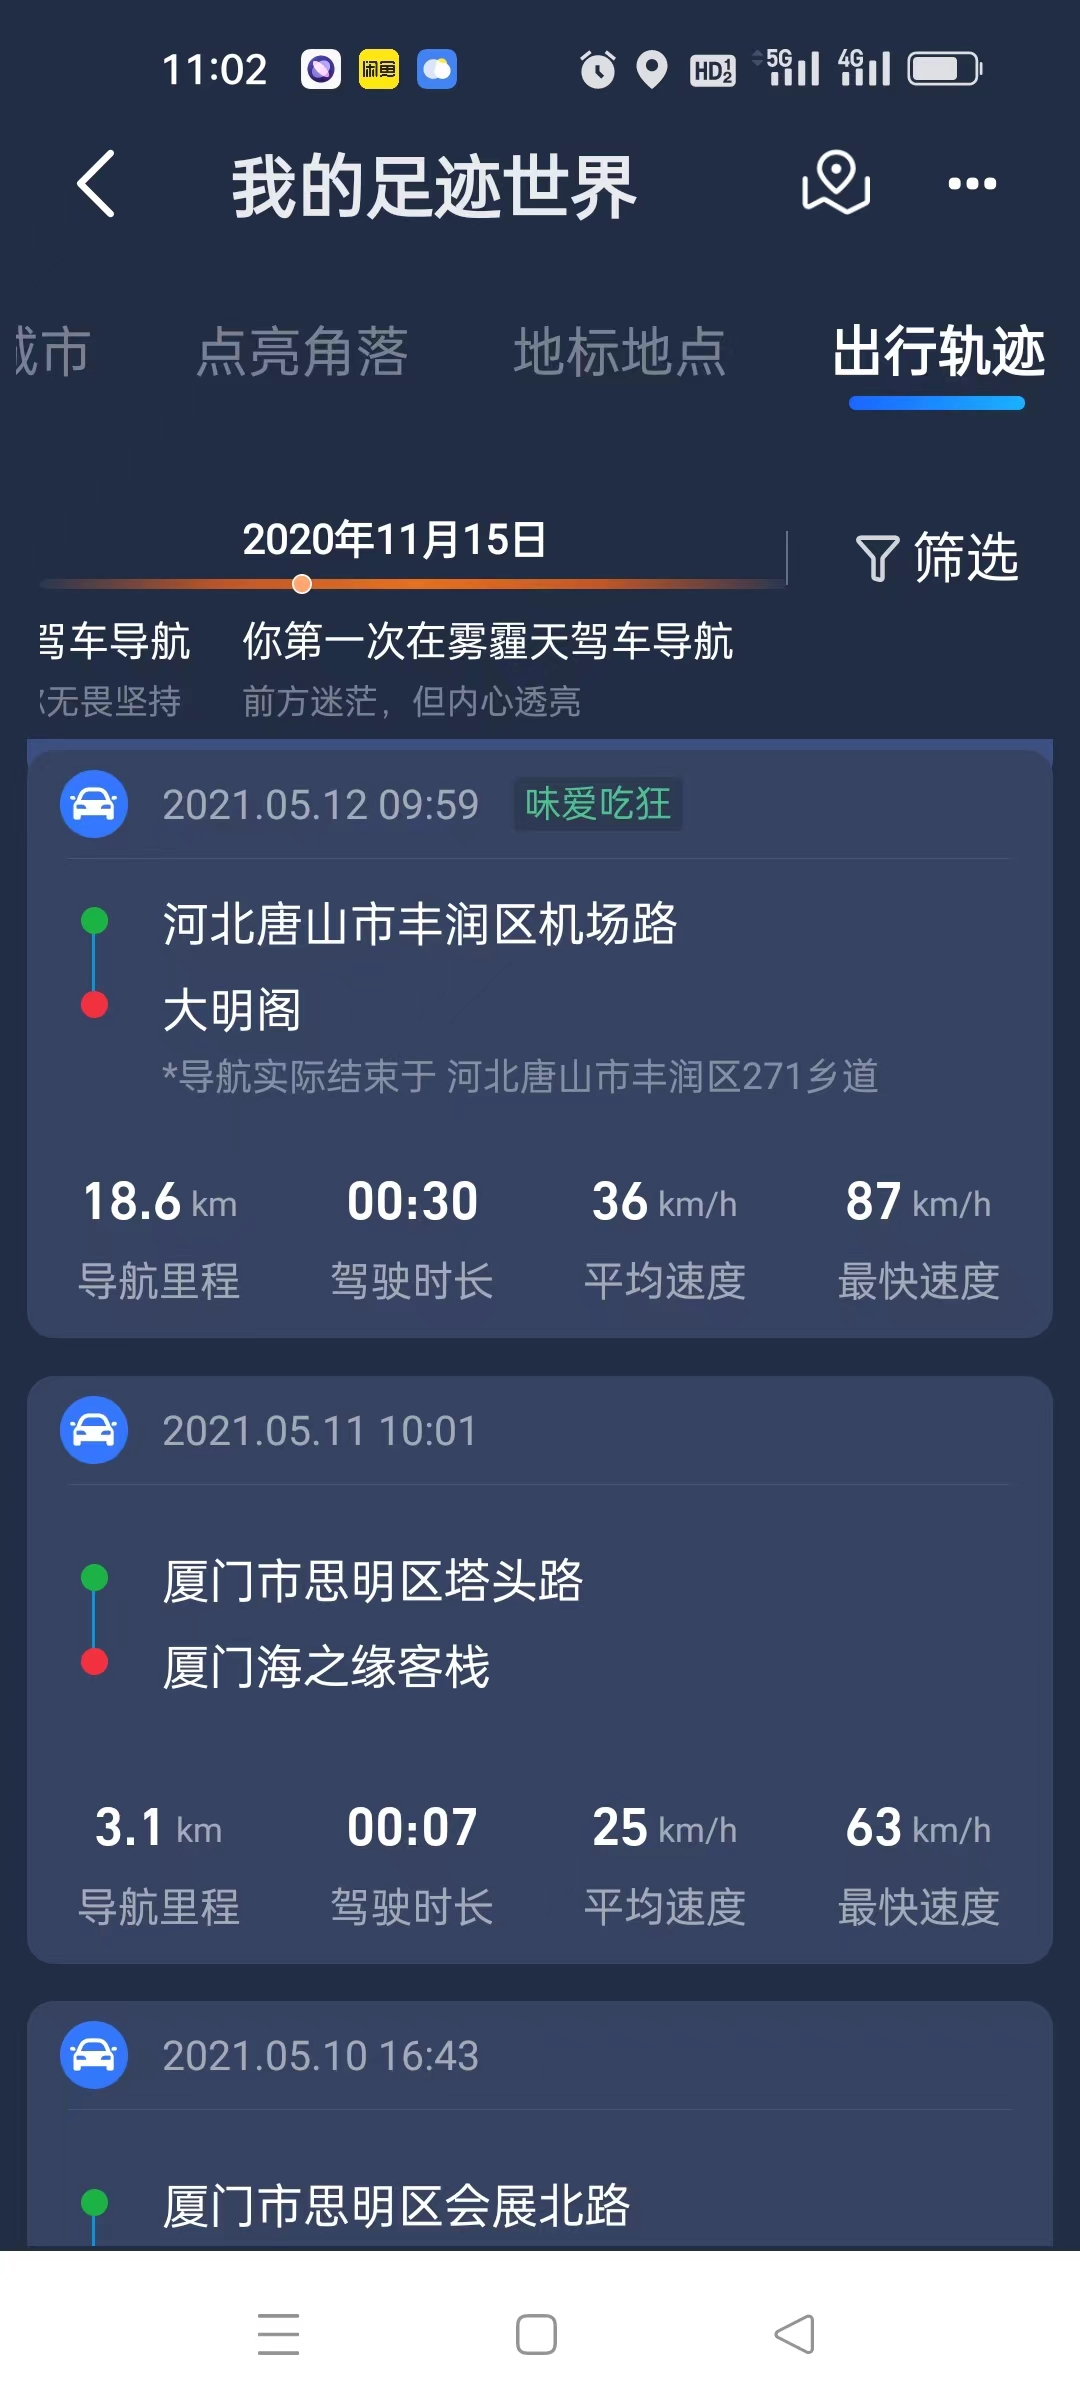 11:02 闲鱼 HD 1 2 5G 4G
我的足迹世界
城市 点亮角落 地标地点 出行轨迹
2020年11月15日
筛选
驾车导航 你第一次在雾霾天驾车导航
无畏坚持 前方迷茫，但内心透亮
2021.05.12 09:59 味爱吃狂
河北唐山市丰润区机场路
大明阁
*导航实际结束于 河北唐山市丰润区271乡道
18.6 km 00:30 36 km/h 87 km/h
导航里程 驾驶时长 平均速度 最快速度
2021.05.11 10:01
厦门市思明区塔头路
厦门海之缘客栈
3.1 km 00:07 25 km/h 63 km/h
导航里程 驾驶时长 平均速度 最快速度
2021.05.10 16:43
厦门市思明区会展北路